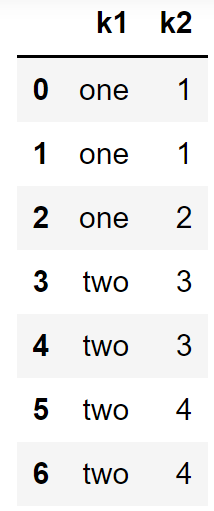 k1 k2
0 one 1
1 one 1
2 one 2
3 two 3
4 two 3
5 two 4
6 two 4